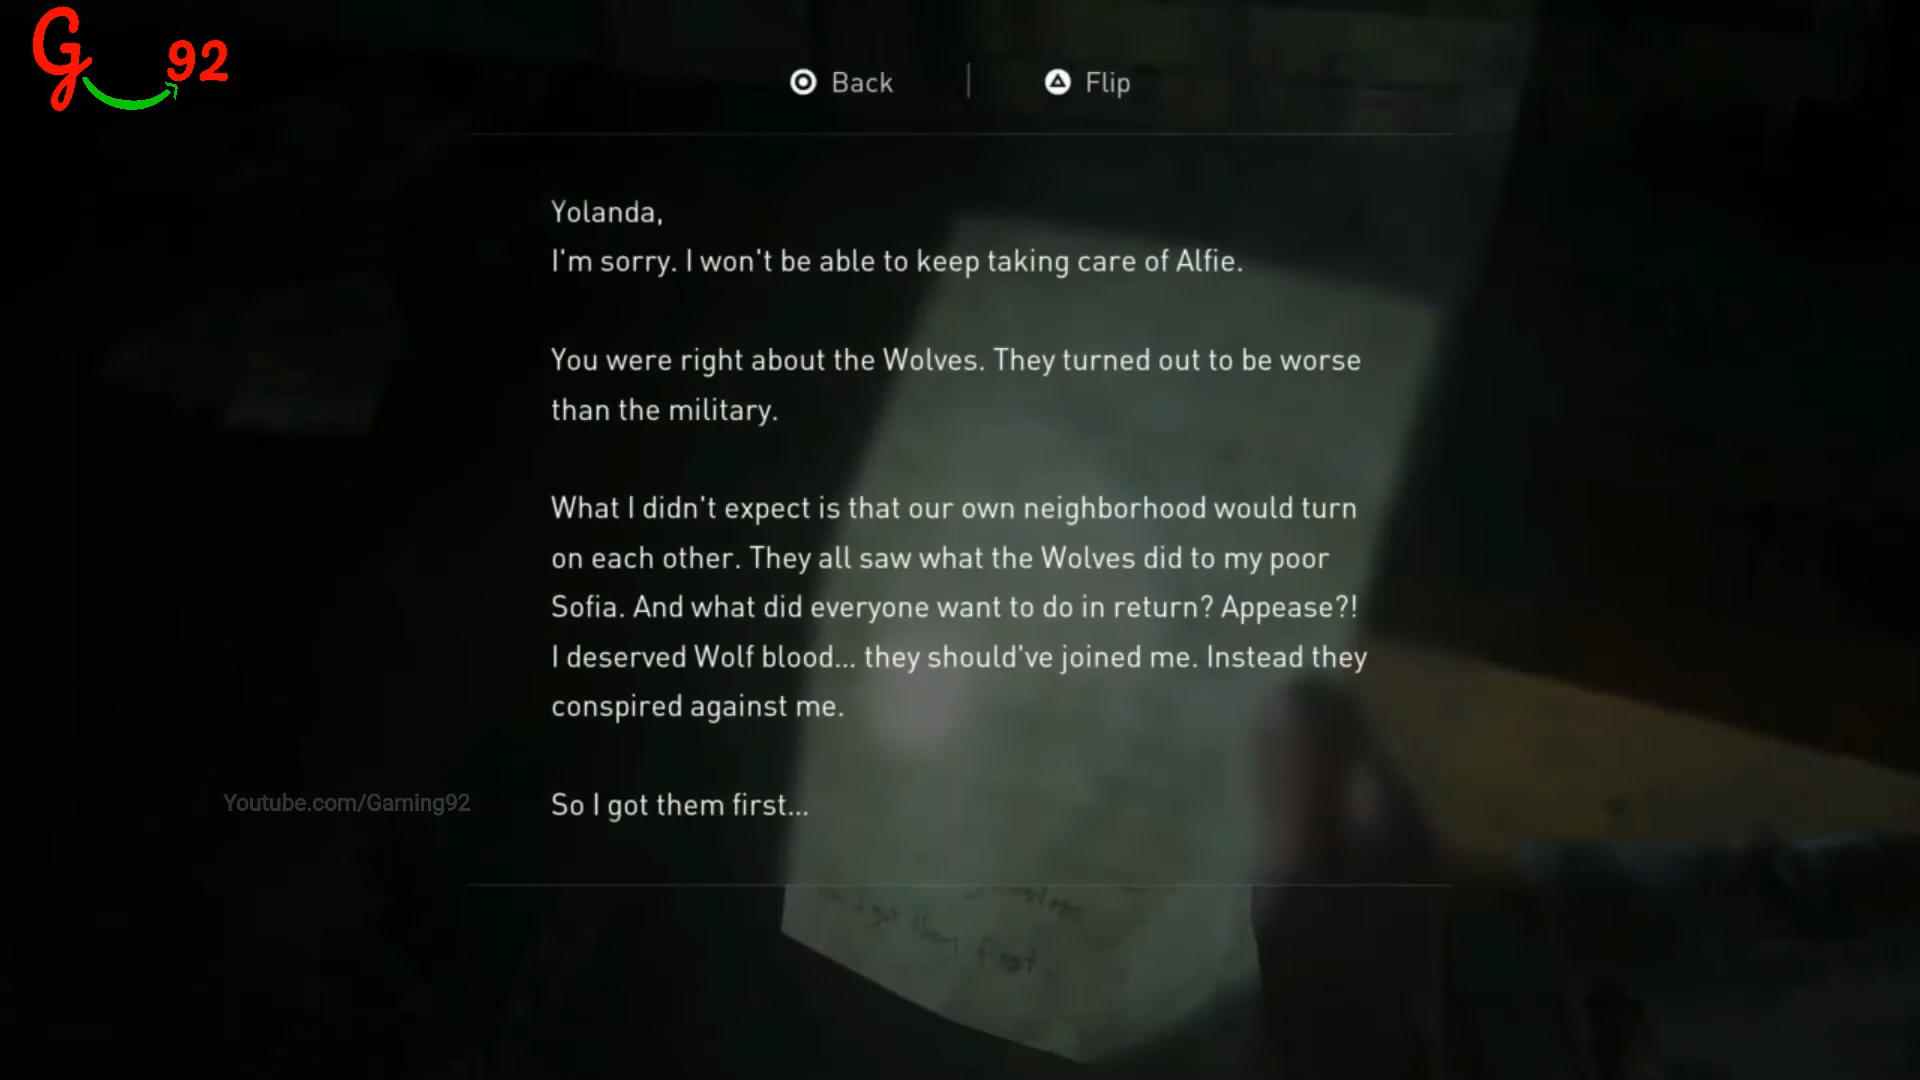 G 92
Back | Flip
Yolanda,
I'm sorry. I won't be able to keep taking care of Alfie.
You were right about the Wolves. They turned out to be worse
than the military.
What I didn't expect is that our own neighborhood would turn
on each other. They all saw what the Wolves did to my poor
Sofia. And what did everyone want to do in return? Appease?!
I deserved Wolf blood... they should've joined me. Instead they
conspired against me.
Youtube.com/Gaming92
So I got them first...
I got them first